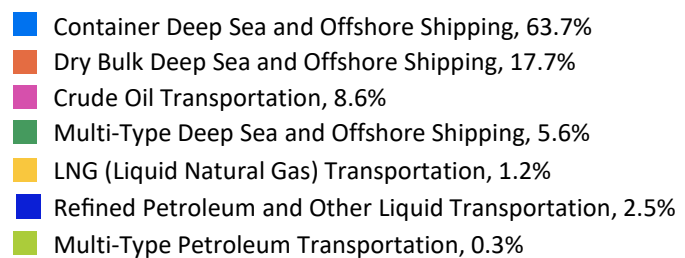 Container Deep Sea and Offshore Shipping, 63.7%
Dry Bulk Deep Sea and Offshore Shipping, 17.7%
Crude Oil Transportation, 8.6%
Multi-Type Deep Sea and Offshore Shipping, 5.6%
LNG (Liquid Natural Gas) Transportation, 1.2%
Refined Petroleum and Other Liquid Transportation, 2.5%
Multi-Type Petroleum Transportation, 0.3%